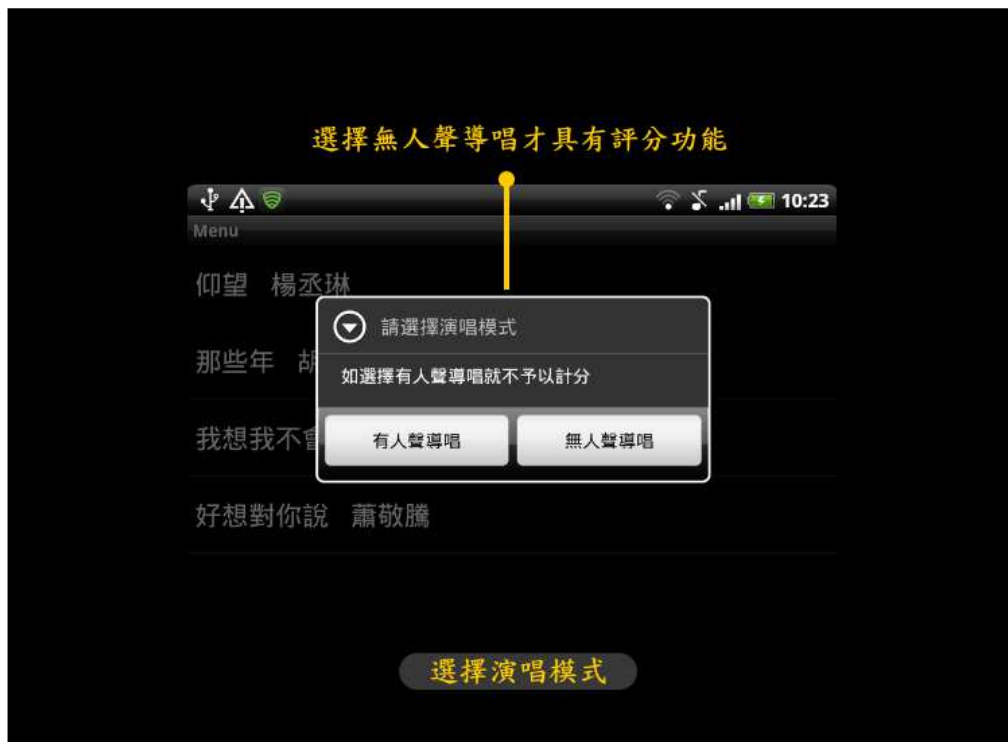 選擇無人聲導唱才具有評分功能
10:23
Menu
仰望 楊丞琳
請選擇演唱模式
那些年 胡
如選擇有人聲導唱就不予以計分
我想我不會
有人聲導唱 無人聲導唱
好想對你說 蕭敬騰
選擇演唱模式